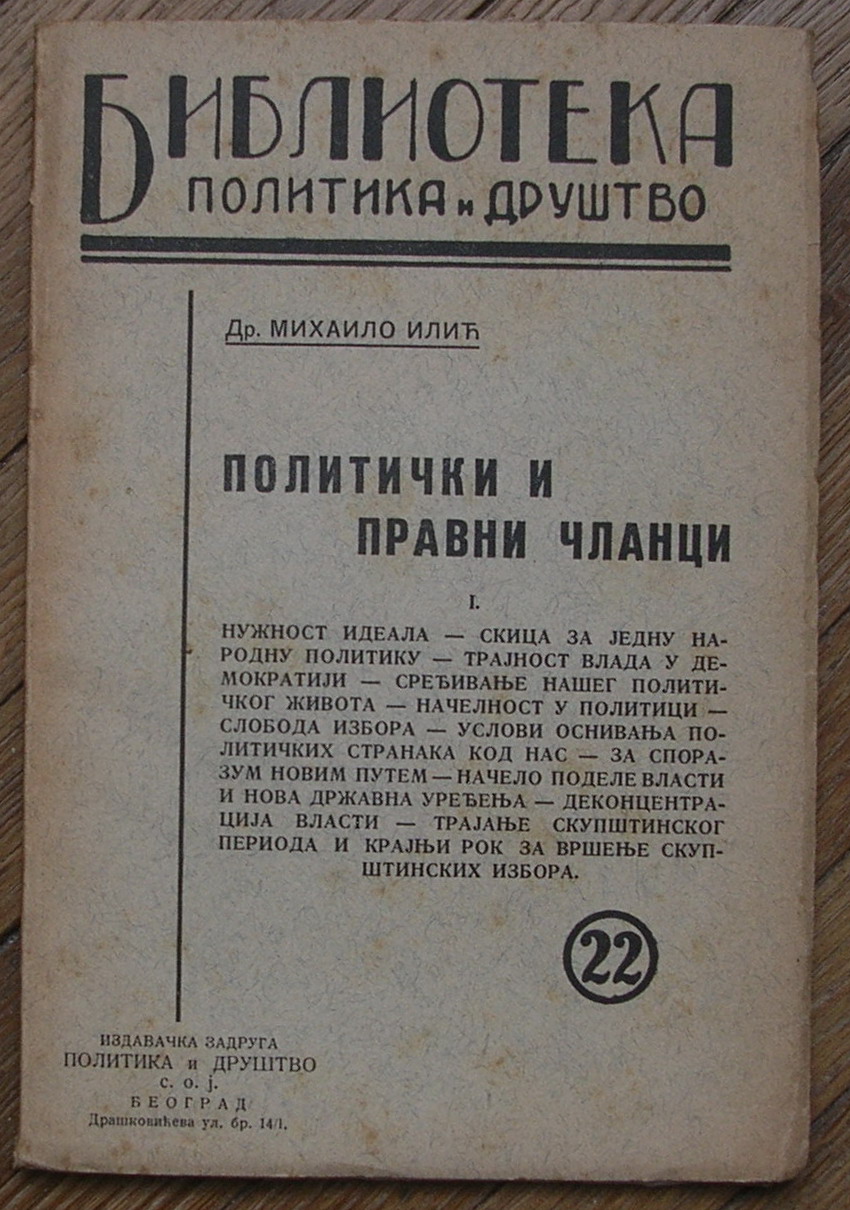 БИБЛИОТЕКА
ПОЛИТИКА и ДРУШТВО
Др. МИХАИЛО ИЛИЋ
ПОЛИТИЧКИ И
ПРАВНИ ЧЛАНЦИ
I.
НУЖНОСТ ИДЕАЛА — СКИЦА ЗА ЈЕДНУ НА-
РОДНУ ПОЛИТИКУ — ТРАЈНОСТ ВЛАДА У ДЕ-
МОКРАТИЈИ — СРЕЂИВАЊЕ НАШЕГ ПОЛИТИ-
ЧКОГ ЖИВОТА — НАЧЕЛНОСТ У ПОЛИТИЦИ —
СЛОБОДА ИЗБОРА — УСЛОВИ ОСНИВАЊА ПО-
ЛИТИЧКИХ СТРАНАКА КОД НАС — ЗА СПОРА-
ЗУМ НОВИМ ПУТЕМ — НАЧЕЛО ПОДЕЛЕ ВЛАСТИ
И НОВА ДРЖАВНА УРЕЂЕЊА — ДЕКОНЦЕНТРА-
ЦИЈА ВЛАСТИ — ТРАЈАЊЕ СКУПШТИНСКОГ
ПЕРИОДА И КРАЈЊИ РОК ЗА ВРШЕЊЕ СКУП-
ШТИНСКИХ ИЗБОРА.
22
ИЗДАВАЧКА ЗАДРУГА
ПОЛИТИКА и ДРУШТВО
с. о. ј.
БЕОГРАД
Драшковићева ул. бр. 14/I.